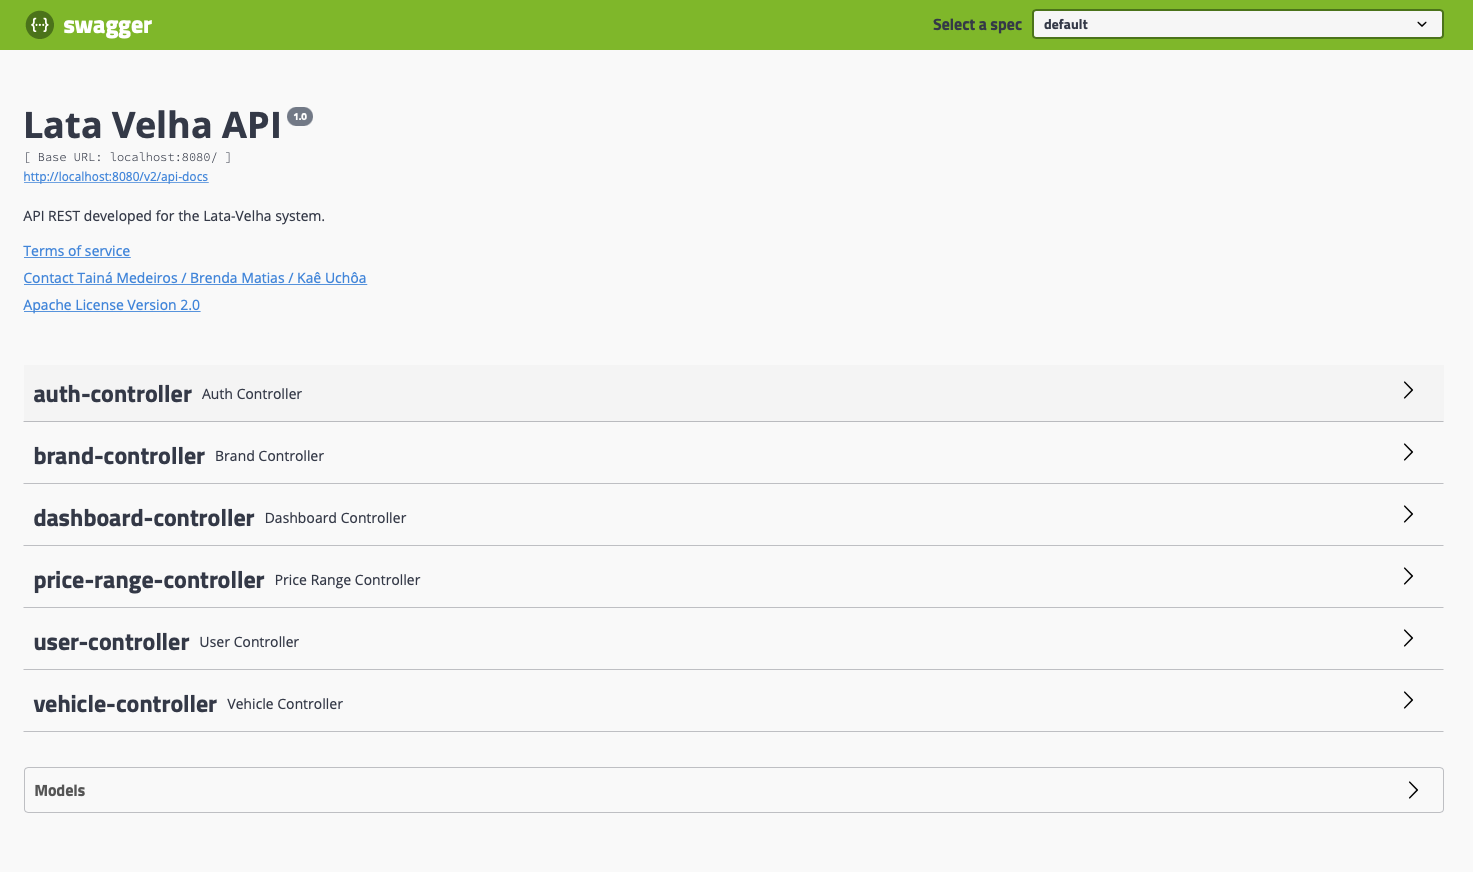 swagger
Select a spec default
Lata Velha API 1.0
[ Base URL: localhost:8080/ ]
http://localhost:8080/v2/api-docs
API REST developed for the Lata-Velha system.
Terms of service
Contact Tainá Medeiros / Brenda Matias / Kaê Uchôa
Apache License Version 2.0
auth-controller Auth Controller
brand-controller Brand Controller
dashboard-controller Dashboard Controller
price-range-controller Price Range Controller
user-controller User Controller
vehicle-controller Vehicle Controller
Models